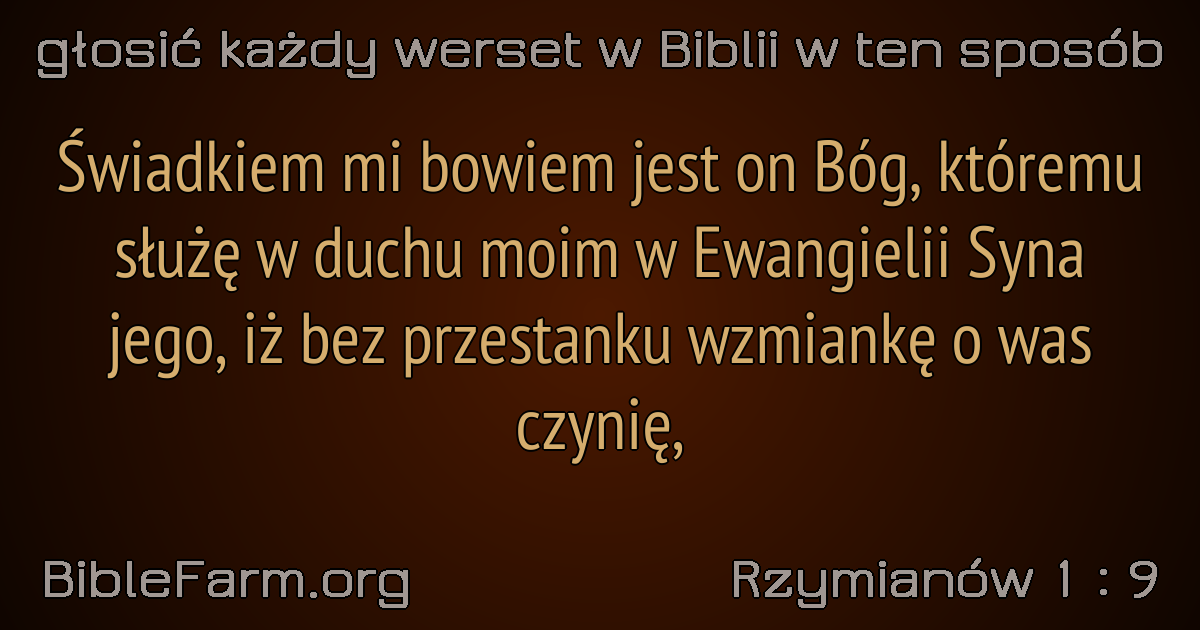 głosić każdy werset w Biblii w ten sposób
Świadkiem mi bowiem jest on Bóg, któremu
służę w duchu moim w Ewangielii Syna
jego, iż bez przestanku wzmiankę o was
czynię,
BibleFarm.org
Rzymianów 1 : 9